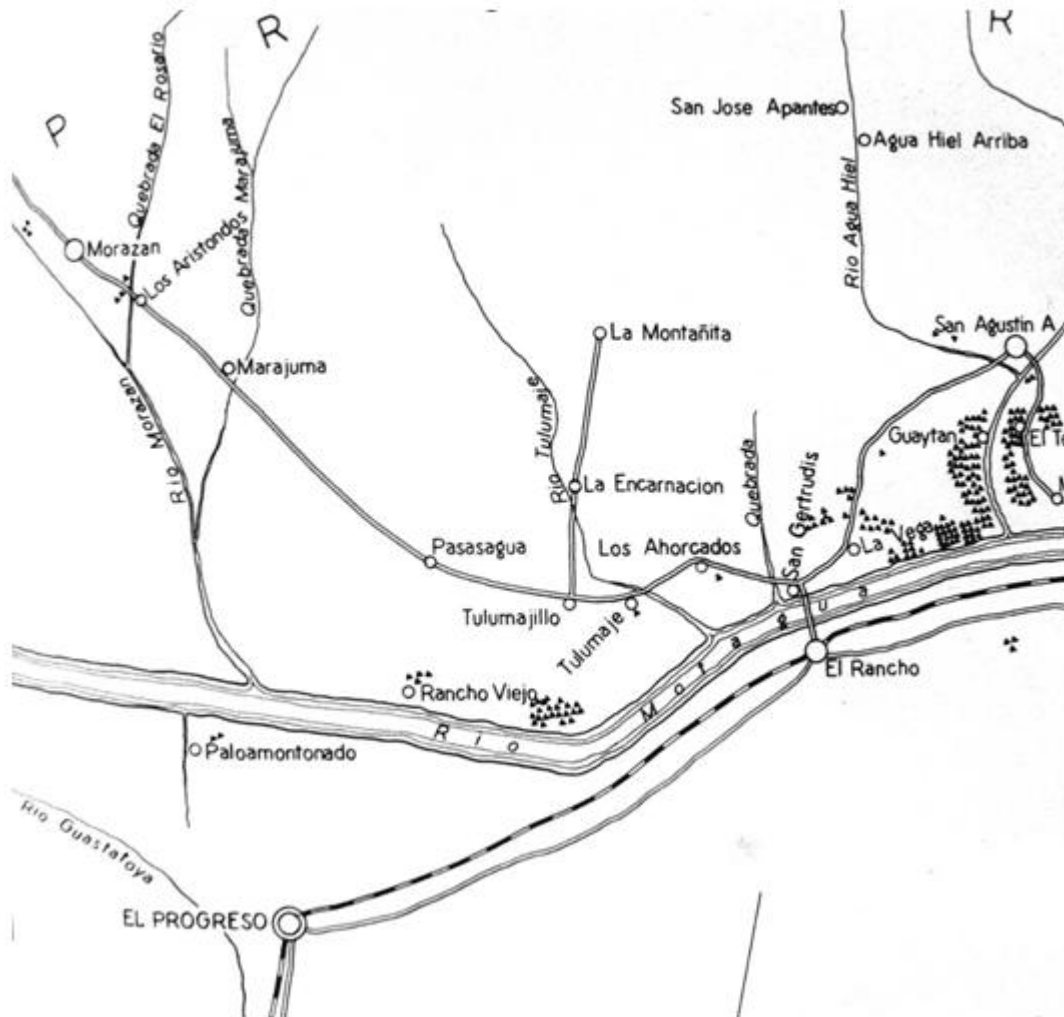 R
R
P
Quebrada El Rosario
Quebrada Marajuma
San Jose Apantes
Agua Hiel Arriba
Rio Agua Hiel
Morazan
Los Aristondos
Rio Morazan
Marajuma
La Montañita
San Agustin A
Rio Tulumaje
Guaytan
El
La Encarnacion
Quebrada
San Gertrudis
Pasasagua
Los Ahorcados
La Vega
Tulumajillo
Tulumaje
Rio Motagua
El Rancho
Rancho Viejo
Paloamontonado
Rio Guastatoya
EL PROGRESO